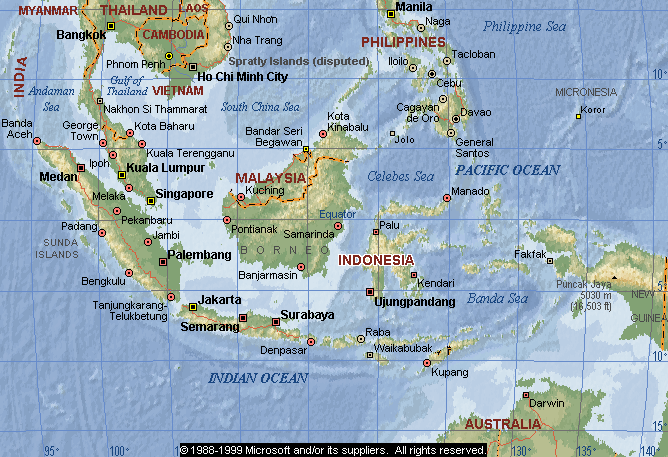 MYANMAR
THAILAND
LAOS
Bangkok
CAMBODIA
Qui Nhon
Nha Trang
Phnom Penh
Ho Chi Minh City
VIETNAM
Gulf of
Thailand
Spratly Islands (disputed)
INDIA
Andaman
Sea
Nakhon Si Thammarat
South China Sea
Manila
Naga
Philippine Sea
PHILIPPINES
Tacloban
Iloilo
Cebu
10°
MICRONESIA
Koror
Cagayan
de Oro
Davao
General
Santos
Jolo
Banda
Aceh
George
Town
Kota Baharu
Kuala Terengganu
Ipoh
Medan
Kuala Lumpur
Melaka
Singapore
Bandar Seri
Begawan
Kota
Kinabalu
5°
MALAYSIA
Kuching
Celebes Sea
PACIFIC OCEAN
Manado
Pekanbaru
Padang
Jambi
SUNDA
ISLANDS
Palembang
Bengkulu
Tanjungkarang-
Telukbetung
Pontianak
Equator
Samarinda
BORNEO
Banjarmasin
Palu
INDONESIA
Kendari
Ujungpandang
Fakfak
Banda Sea
Puncak Jaya
5030 m
(16,503 ft)
5°
NEW
GUINEA
Jakarta
Semarang
Surabaya
Denpasar
Raba
Waikabubak
Kupang
10°
INDIAN OCEAN
Darwin
AUSTRALIA
15°
95°
100°
© 1988-1999 Microsoft and/or its suppliers. All rights reserved.